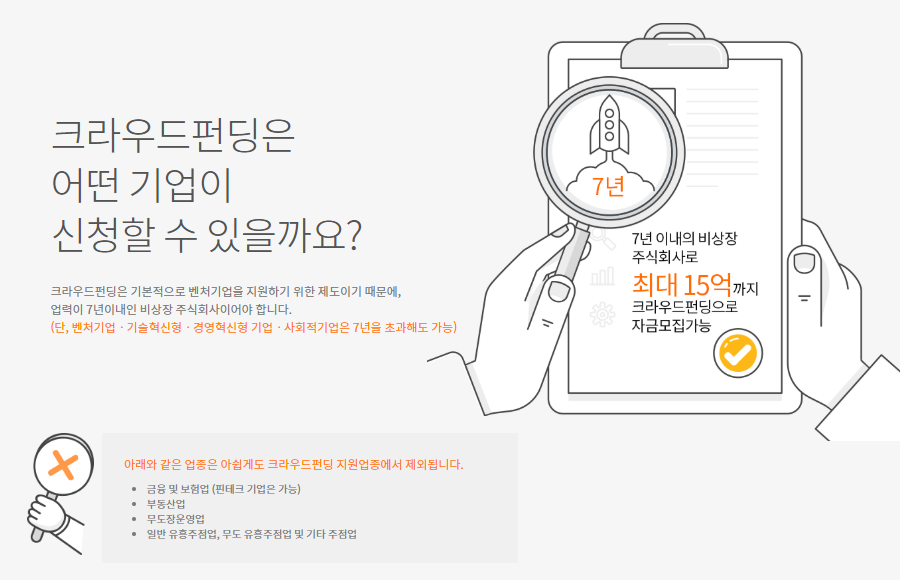 크라우드펀딩은
어떤 기업이
신청할 수 있을까요?
크라우드펀딩은 기본적으로 벤처기업을 지원하기 위한 제도이기 때문에,
업력이 7년이내인 비상장 주식회사이어야 합니다.
(단, 벤처기업 · 기술혁신형 · 경영혁신형 기업 · 사회적기업은 7년을 초과해도 가능)
7년
7년 이내의 비상장
주식회사로
최대 15억까지
크라우드펀딩으로
자금모집가능
아래와 같은 업종은 아쉽게도 크라우드펀딩 지원업종에서 제외됩니다.
• 금융 및 보험업 (핀테크 기업은 가능)
• 부동산업
• 무도장운영업
• 일반 유흥주점업, 무도 유흥주점업 및 기타 주점업